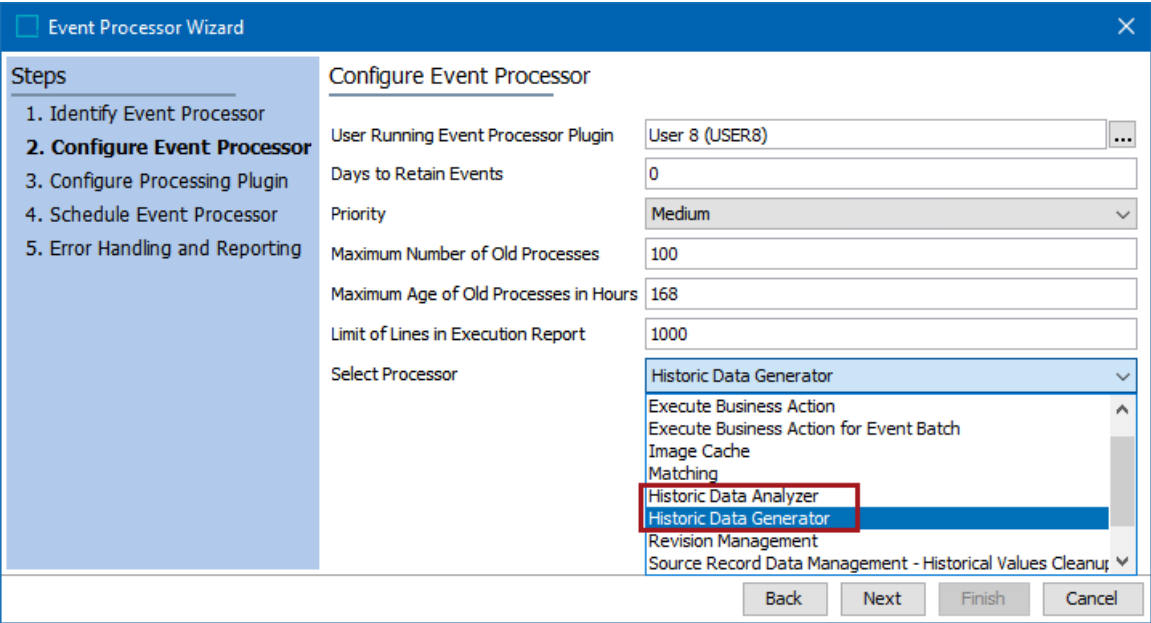 Event Processor Wizard
Steps
1. Identify Event Processor
2. Configure Event Processor
3. Configure Processing Plugin
4. Schedule Event Processor
5. Error Handling and Reporting
Configure Event Processor
User Running Event Processor Plugin User 8 (USER8) ...
Days to Retain Events 0
Priority Medium
Maximum Number of Old Processes 100
Maximum Age of Old Processes in Hours 168
Limit of Lines in Execution Report 1000
Select Processor Historic Data Generator
Execute Business Action
Execute Business Action for Event Batch
Image Cache
Matching
Historic Data Analyzer
Historic Data Generator
Revision Management
Source Record Data Management - Historical Values Cleanup
Back Next Finish Cancel